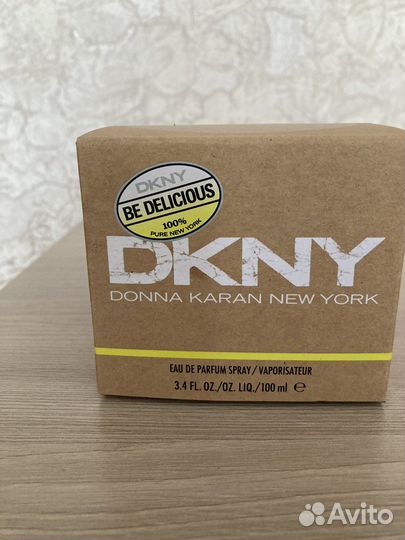 DKNY
BE DELICIOUS
100%
PURE NEW YORK
DKNY
DONNA KARAN NEW YORK
EAU DE PARFUM SPRAY / VAPORISATEUR
3.4 FL. OZ./OZ. LIQ./100 ml ℮
Avito